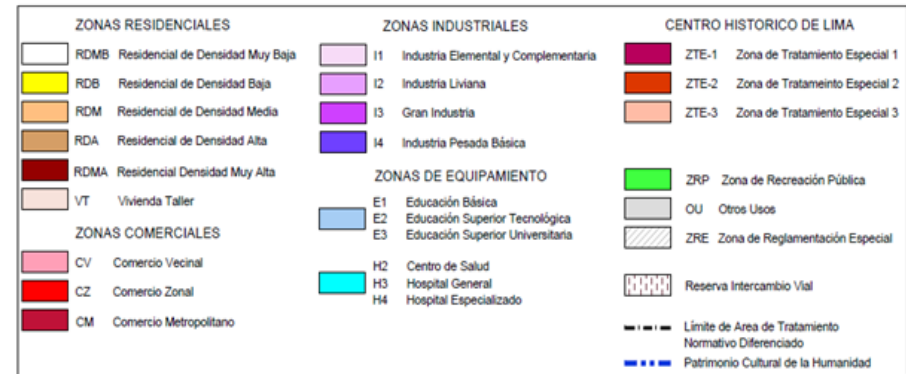 ZONAS RESIDENCIALES
RDMB Residencial de Densidad Muy Baja
RDB Residencial de Densidad Baja
RDM Residencial de Densidad Media
RDA Residencial de Densidad Alta
RDMA Residencial Densidad Muy Alta
VT Vivienda Taller
ZONAS COMERCIALES
CV Comercio Vecinal
CZ Comercio Zonal
CM Comercio Metropolitano
ZONAS INDUSTRIALES
I1 Industria Elemental y Complementaria
I2 Industria Liviana
I3 Gran Industria
I4 Industria Pesada Básica
ZONAS DE EQUIPAMIENTO
E1 Educación Básica
E2 Educación Superior Tecnológica
E3 Educación Superior Universitaria
H2 Centro de Salud
H3 Hospital General
H4 Hospital Especializado
CENTRO HISTORICO DE LIMA
ZTE-1 Zona de Tratamiento Especial 1
ZTE-2 Zona de Tratameinto Especial 2
ZTE-3 Zona de Tratamiento Especial 3
ZRP Zona de Recreación Pública
OU Otros Usos
ZRE Zona de Reglamentación Especial
Reserva Intercambio Vial
Límite de Area de Tratamiento
Normativo Diferenciado
Patrimonio Cultural de la Humanidad